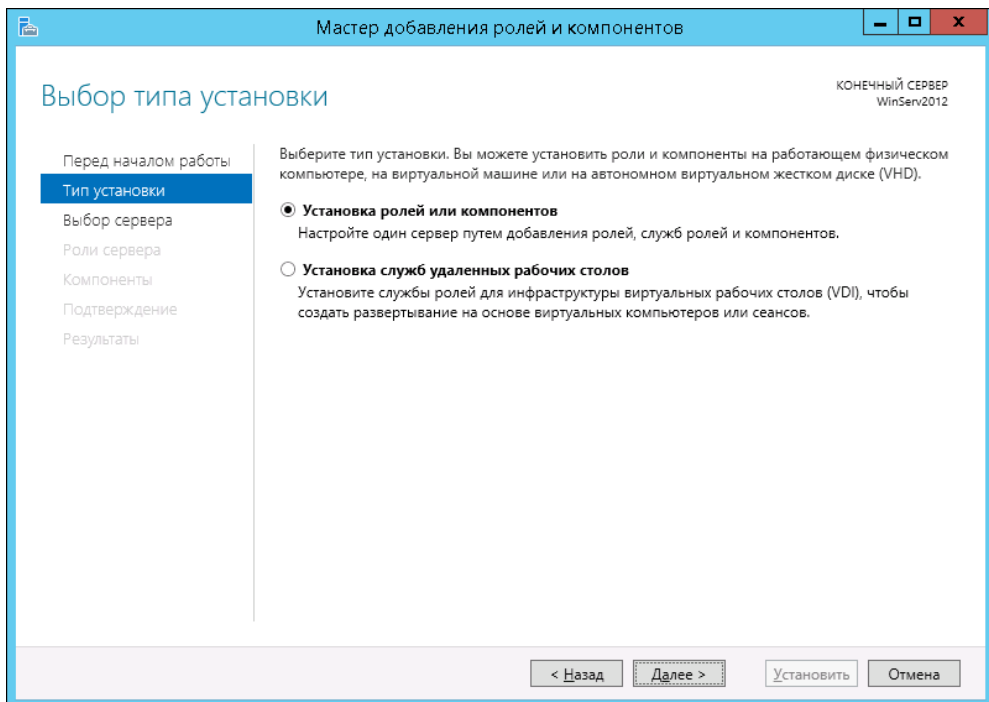 Мастер добавления ролей и компонентов
Выбор типа установки
КОНЕЧНЫЙ СЕРВЕР
WinServ2012
Перед началом работы
Тип установки
Выбор сервера
Роли сервера
Компоненты
Подтверждение
Результаты
Выберите тип установки. Вы можете установить роли и компоненты на работающем физическом
компьютере, на виртуальной машине или на автономном виртуальном жестком диске (VHD).
Установка ролей или компонентов
Настройте один сервер путем добавления ролей, служб ролей и компонентов.
Установка служб удаленных рабочих столов
Установите службы ролей для инфраструктуры виртуальных рабочих столов (VDI), чтобы
создать развертывание на основе виртуальных компьютеров или сеансов.
< Назад
Далее >
Установить
Отмена